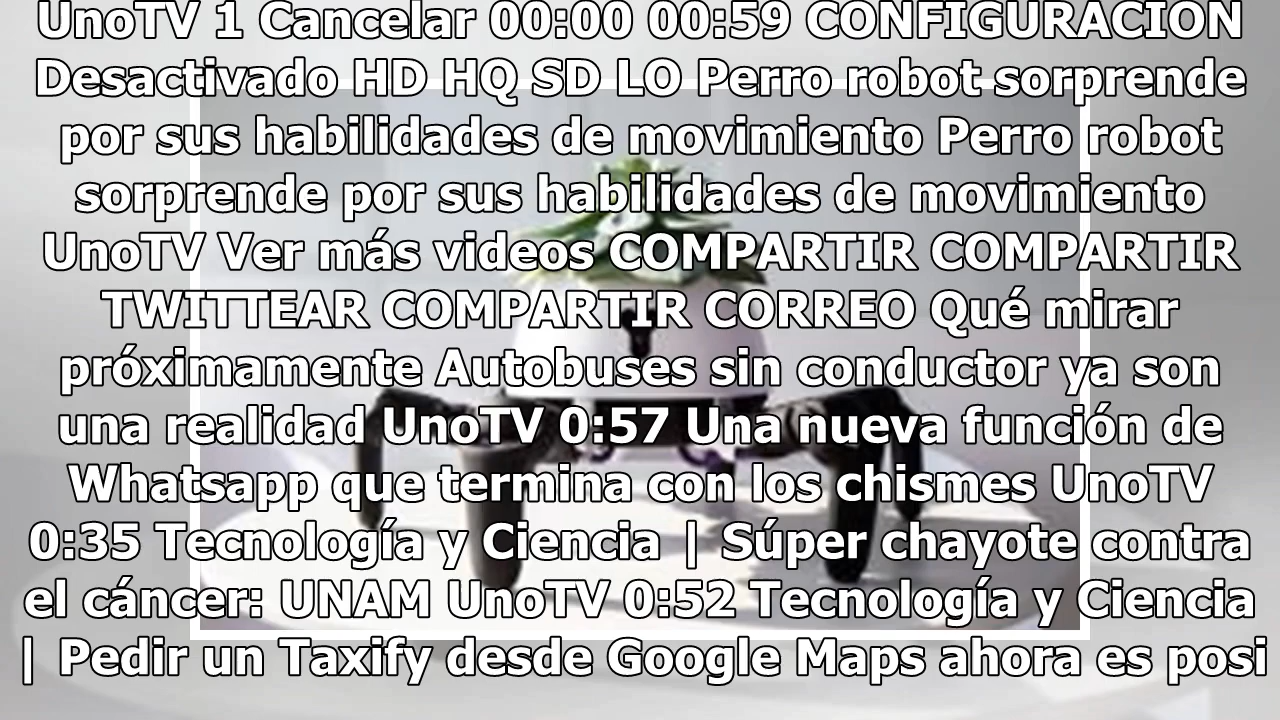 UnoTV 1 Cancelar 00:00 00:59 CONFIGURACIÓN
Desactivado HD HQ SD LO Perro robot sorprende
por sus habilidades de movimiento Perro robot
sorprende por sus habilidades de movimiento
UnoTV Ver más videos COMPARTIR COMPARTIR
TWITTEAR COMPARTIR CORREO Qué mirar
próximamente Autobuses sin conductor ya son
una realidad UnoTV 0:57 Una nueva función de
Whatsapp que termina con los chismes UnoTV
0:35 Tecnología y Ciencia | Súper chayote contra
el cáncer: UNAM UnoTV 0:52 Tecnología y Ciencia
| Pedir un Taxify desde Google Maps ahora es posi